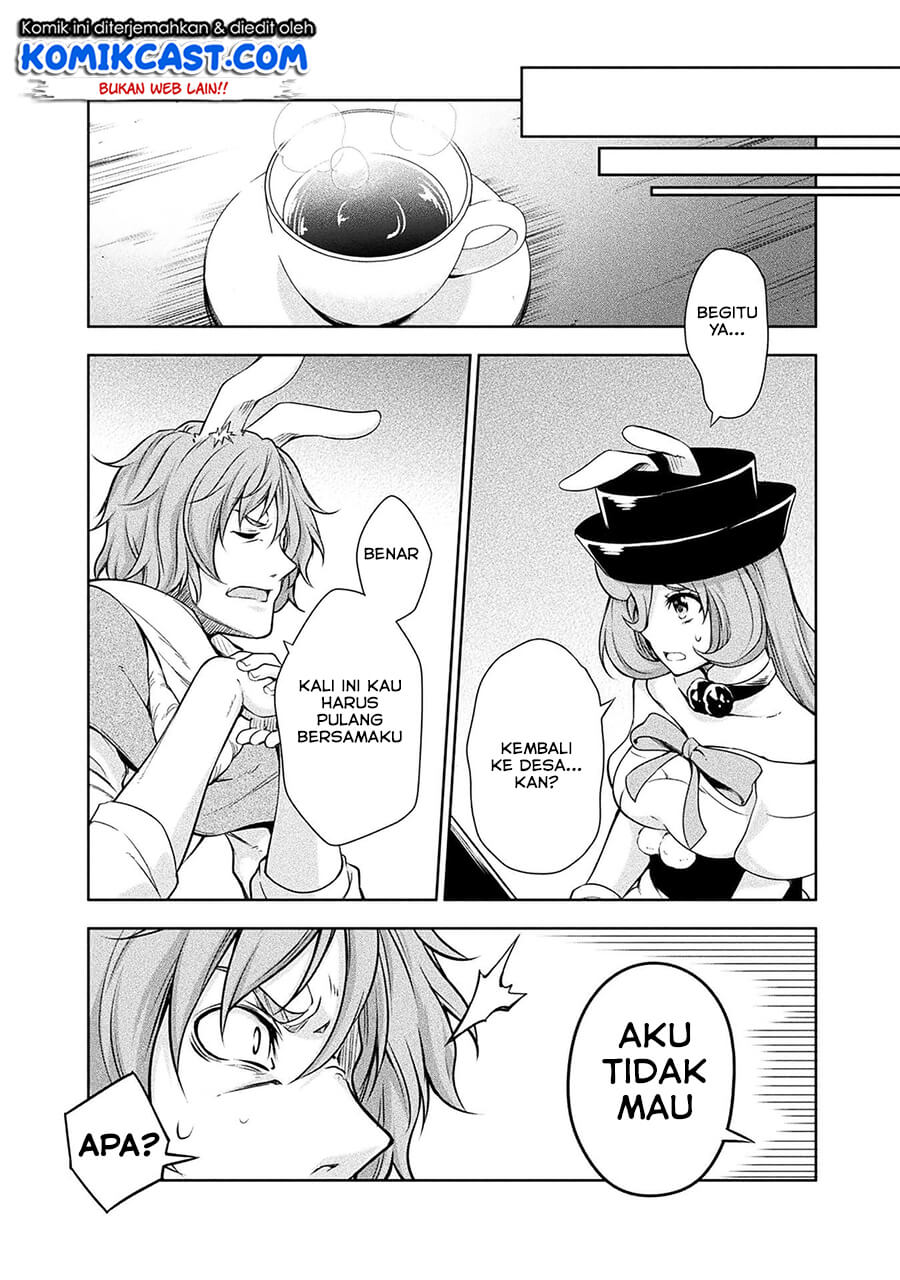 Komik ini diterjemahkan & diedit oleh
KOMIKCAST.COM
BUKAN WEB LAIN!!
BEGITU
YA...
KEMBALI
KE DESA...
KAN?
BENAR
KALI INI KAU
HARUS
PULANG
BERSAMAKU
AKU
TIDAK
MAU
APA?